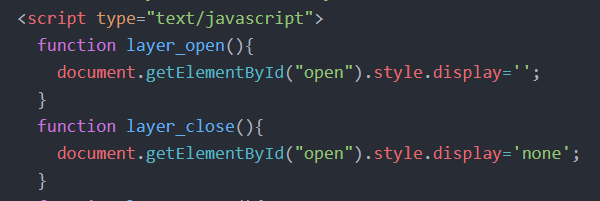 <script type="text/javascript">
function layer_open(){
document.getElementById("open").style.display='';
}
function layer_close(){
document.getElementById("open").style.display='none';
}